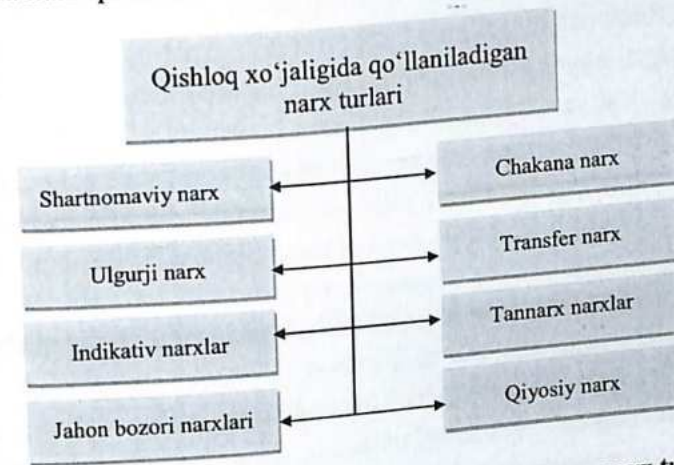 Qishloq xo‘jaligida qo‘llaniladigan
narx turlari
Shartnomaviy narx
Chakana narx
Ulgurji narx
Transfer narx
Indikativ narxlar
Tannarx narxlar
Jahon bozori narxlari
Qiyosiy narx